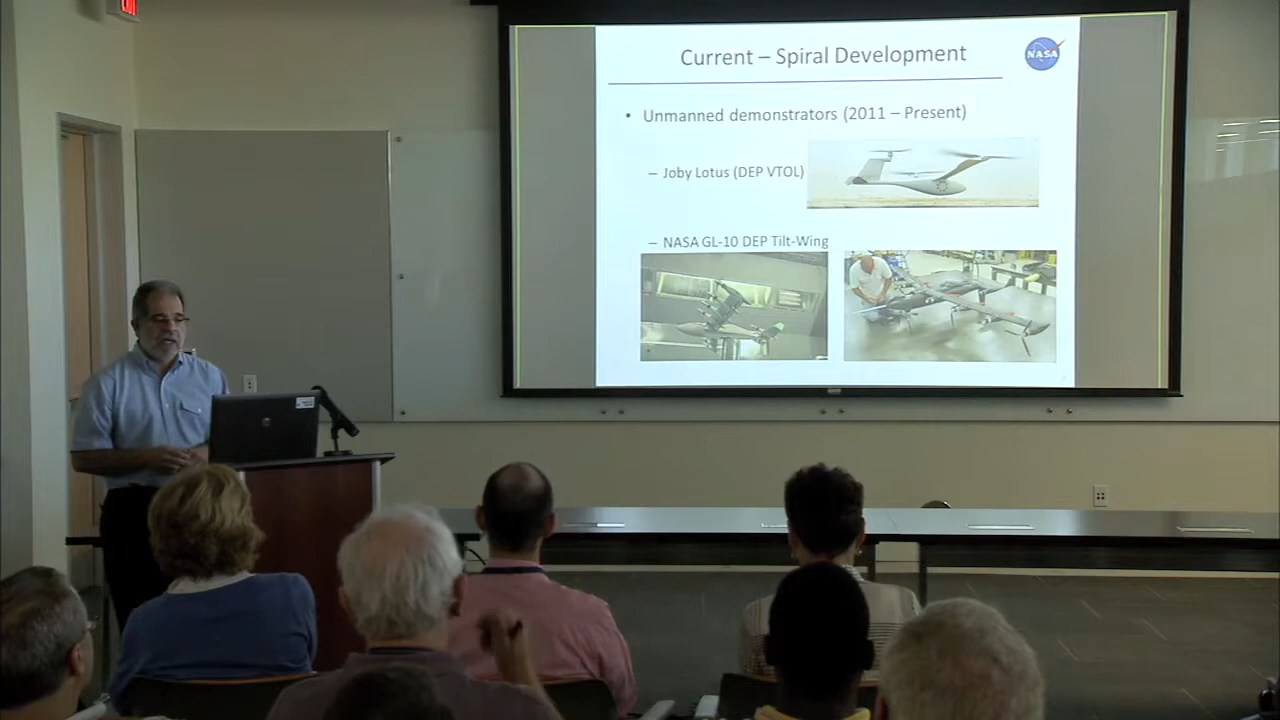 Current – Spiral Development
NASA
• Unmanned demonstrators (2011 – Present)
– Joby Lotus (DEP VTOL)
– NASA GL-10 DEP Tilt-Wing